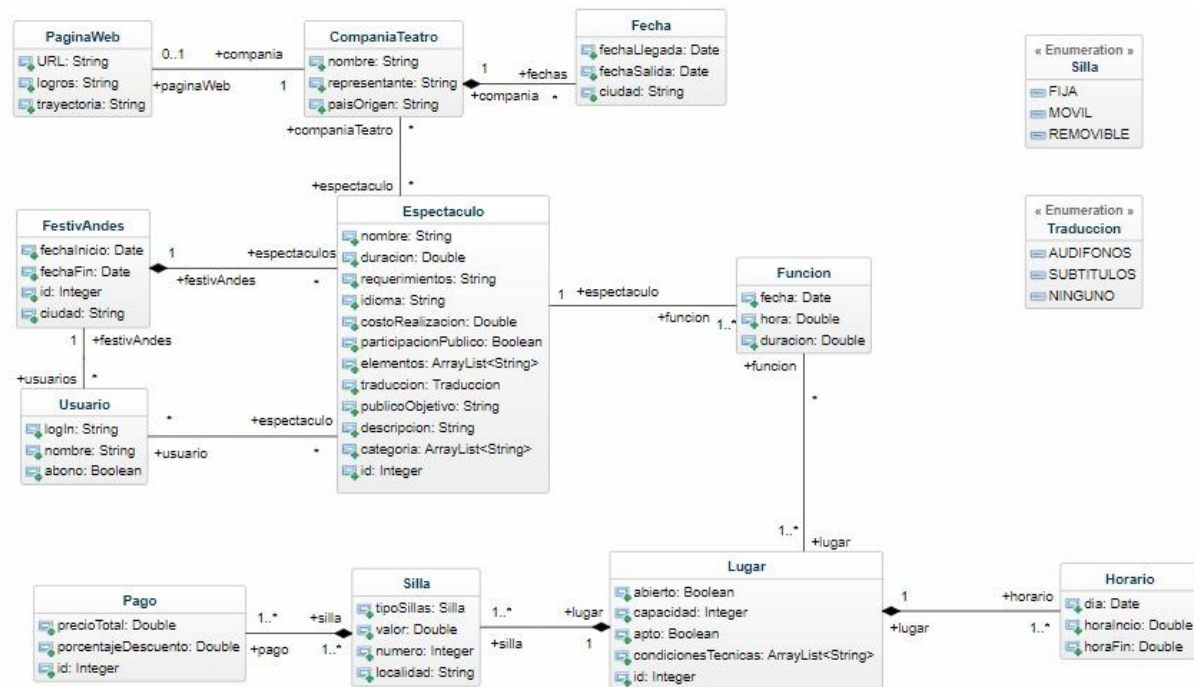 PaginaWeb
URL: String
logros: String
trayectoria: String
0..1
+compania
+paginaWeb
1
CompaniaTeatro
nombre: String
representante: String
paisOrigen: String
1
+fechas
+compania
*
Fecha
fechaLlegada: Date
fechaSalida: Date
ciudad: String
« Enumeration »
Silla
FIJA
MOVIL
REMOVIBLE
+companiaTeatro
*
+espectaculo
*
FestivAndes
fechaInicio: Date
fechaFin: Date
id: Integer
ciudad: String
1
+espectaculos
+festivAndes
*
Espectaculo
nombre: String
duracion: Double
requerimientos: String
idioma: String
costoRealizacion: Double
participacionPublico: Boolean
elementos: ArrayList<String>
traduccion: Traduccion
publicoObjetivo: String
descripcion: String
categoria: ArrayList<String>
id: Integer
1
+espectaculo
+funcion
1..*
Funcion
fecha: Date
hora: Double
duracion: Double
« Enumeration »
Traduccion
AUDIFONOS
SUBTITULOS
NINGUNO
1
+festivAndes
+usuarios
*
Usuario
logIn: String
nombre: String
abono: Boolean
*
+espectaculo
+usuario
*
+funcion
*
1..*
+lugar
Pago
precioTotal: Double
porcentajeDescuento: Double
id: Integer
1..*
+silla
+pago
1..*
Silla
tipoSillas: Silla
valor: Double
numero: Integer
localidad: String
1..*
+lugar
+silla
1
Lugar
abierto: Boolean
capacidad: Integer
apto: Boolean
condicionesTecnicas: ArrayList<String>
id: Integer
1
+horario
+lugar
1..*
Horario
dia: Date
horaIncio: Double
horaFin: Double